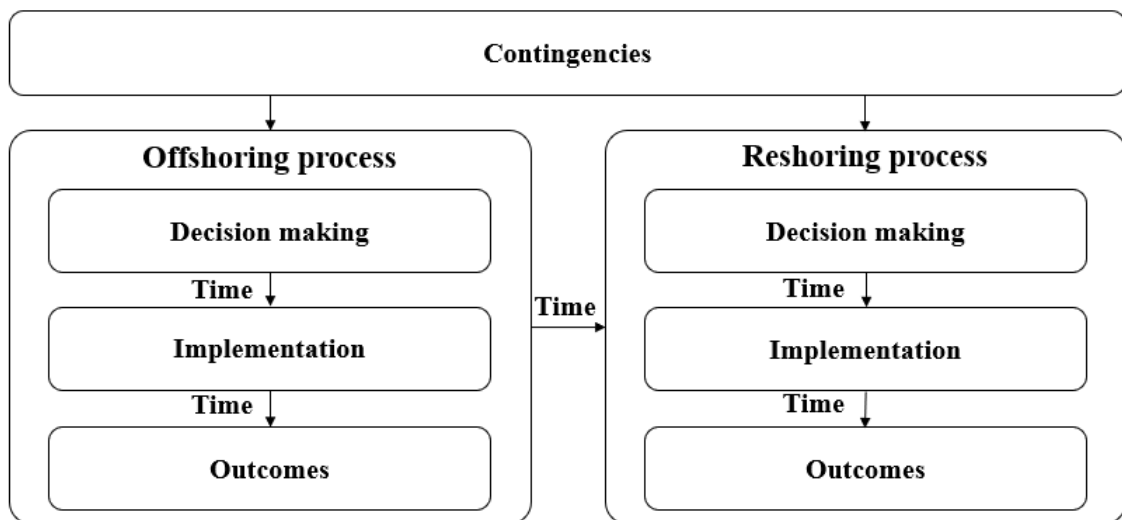 Contingencies
Offshoring process
Decision making
Time
Implementation
Time
Outcomes
Time
Reshoring process
Decision making
Time
Implementation
Time
Outcomes